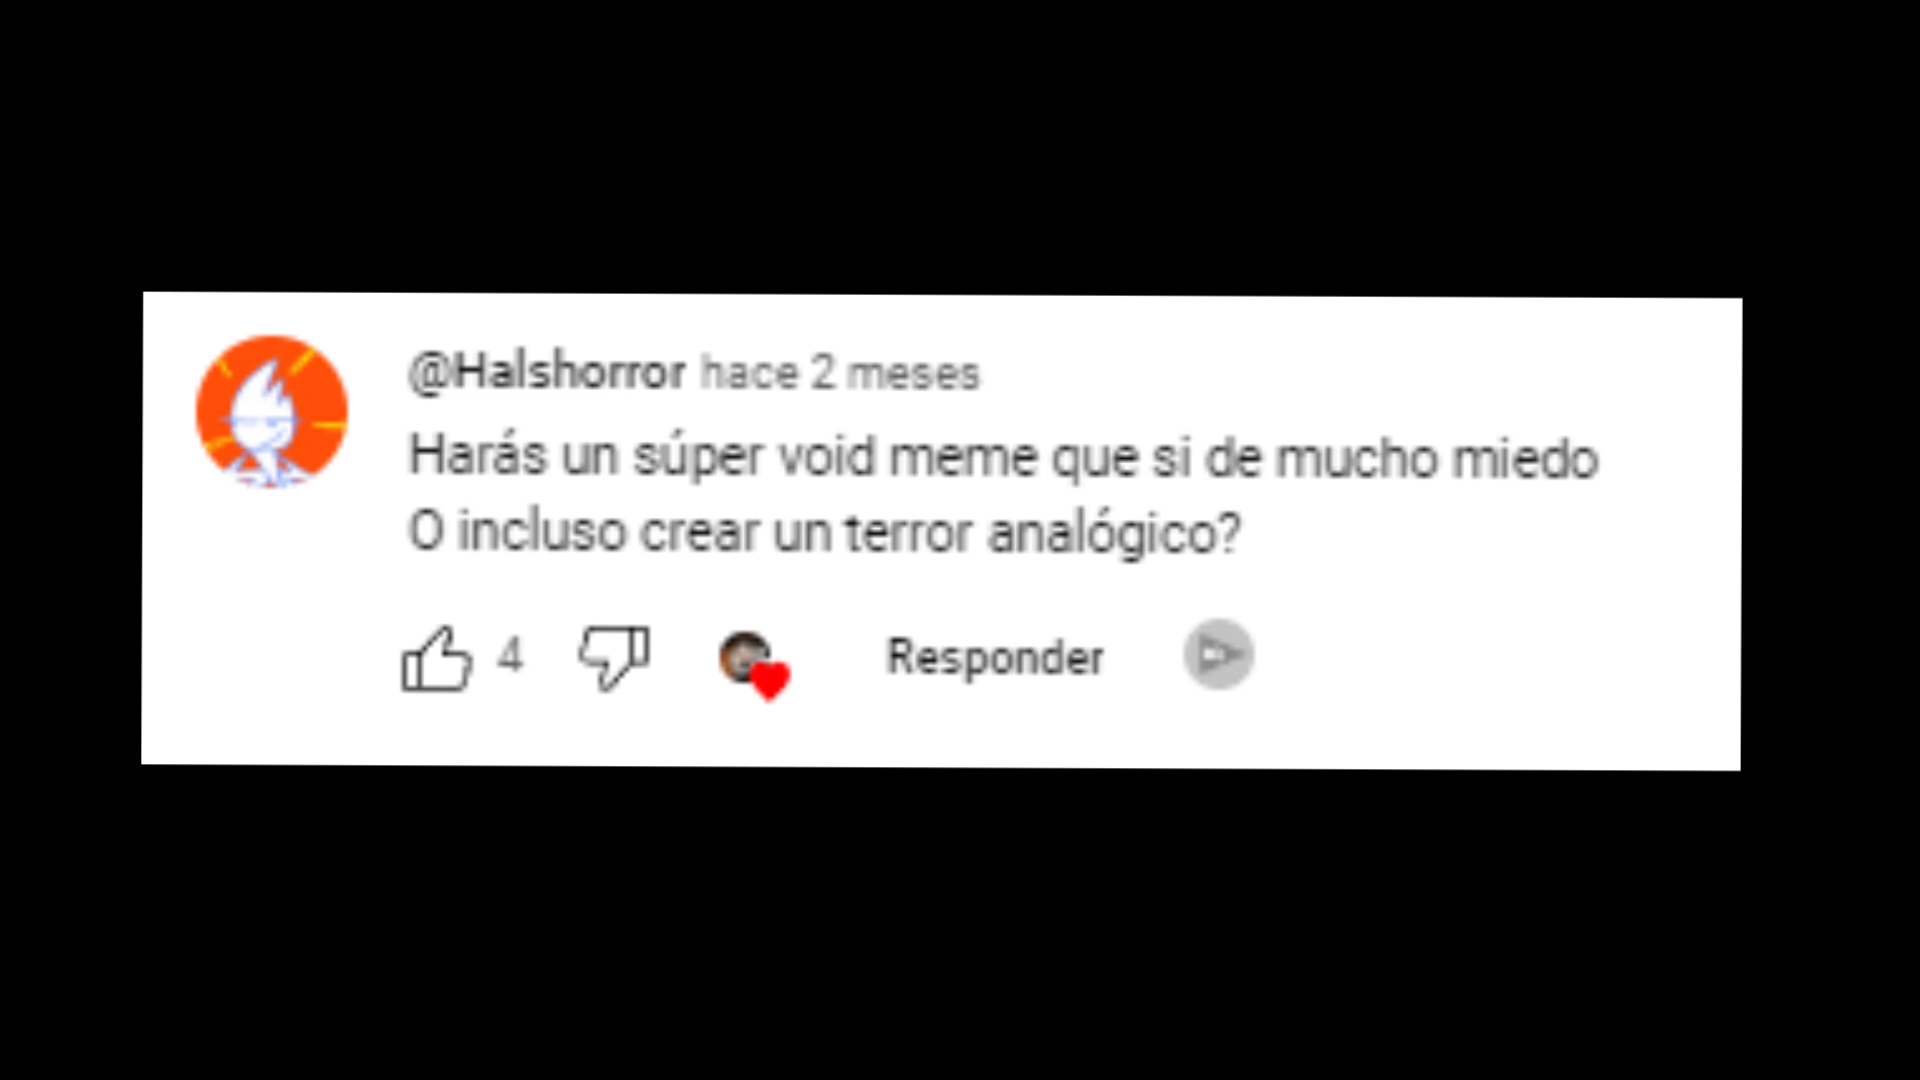 @Halshorror hace 2 meses
Harás un súper void meme que si de mucho miedo
O incluso crear un terror analógico?
4 Responder